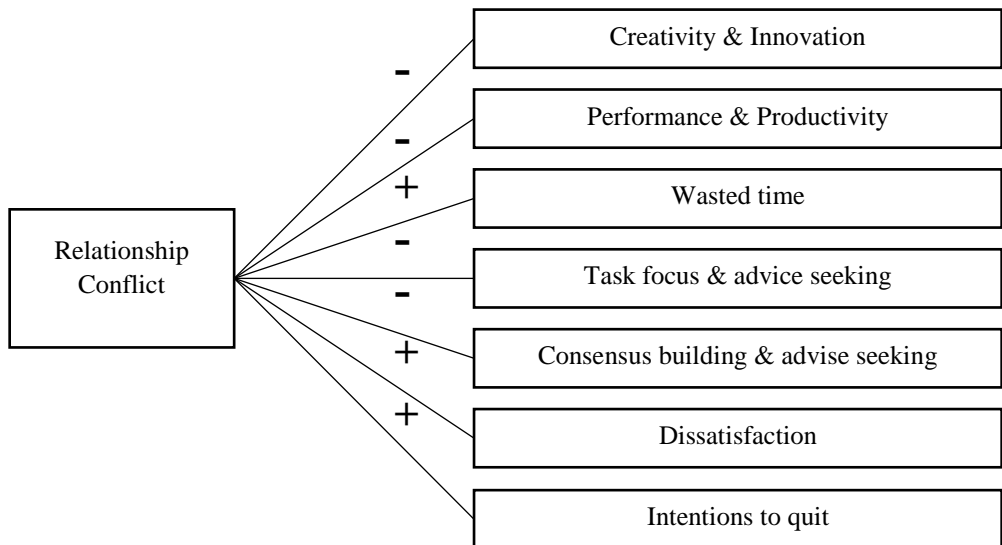 Creativity & Innovation
-
Performance & Productivity
-
+
Wasted time
Relationship
Conflict
-
Task focus & advice seeking
-
Consensus building & advise seeking
+
+
Dissatisfaction
Intentions to quit